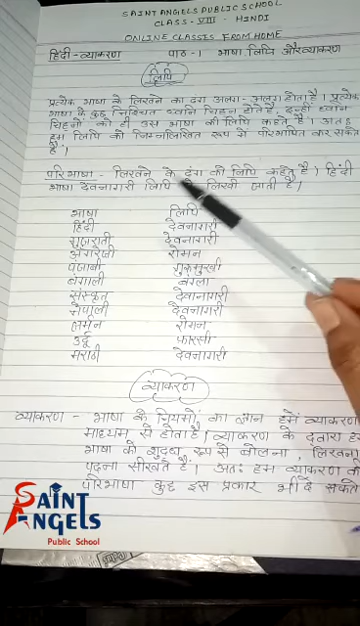 SAINT ANGELS PUBLIC SCHOOL
CLASS-VIII - HINDI
ONLINE CLASSES FROM HOME
हिंदी-व्याकरण पाठ-1 भाषा लिपि और व्याकरण
लिपि
प्रत्येक भाषा के लिखने का ढंग अलग-अलग होता है। प्रत्येक
भाषा के कुछ निश्चित ध्वनि चिह्न होते हैं, इन्हीं ध्वनि
चिह्नों को ही उस भाषा की लिपि कहते हैं। अतः
हम लिपि को निम्नलिखित रूप से परिभाषित कर सकते
हैं।
परिभाषा - लिखने के ढंग को लिपि कहते हैं। हिंदी
भाषा देवनागरी लिपि में लिखी जाती है।
भाषा लिपि
हिंदी देवनागरी
गुजराती देवनागरी
अंगरेजी रोमन
पंजाबी गुरुमुखी
बंगाली बंगला
संस्कृत देवानागरी
नेपाली देवनागरी
जर्मन रोमन
उर्दू फारसी
मराठी देवनागरी
व्याकरण
व्याकरण - भाषा के नियमों का ज्ञान हमें व्याकरण
माध्यम से होता है। व्याकरण के द्वारा हम
भाषा को शुद्ध रूप से बोलना, लिखना,
पढ़ना सीखते हैं। अतः हम व्याकरण की
परिभाषा कुछ इस प्रकार भी दे सकते
SAINT
ANGELS
Public School